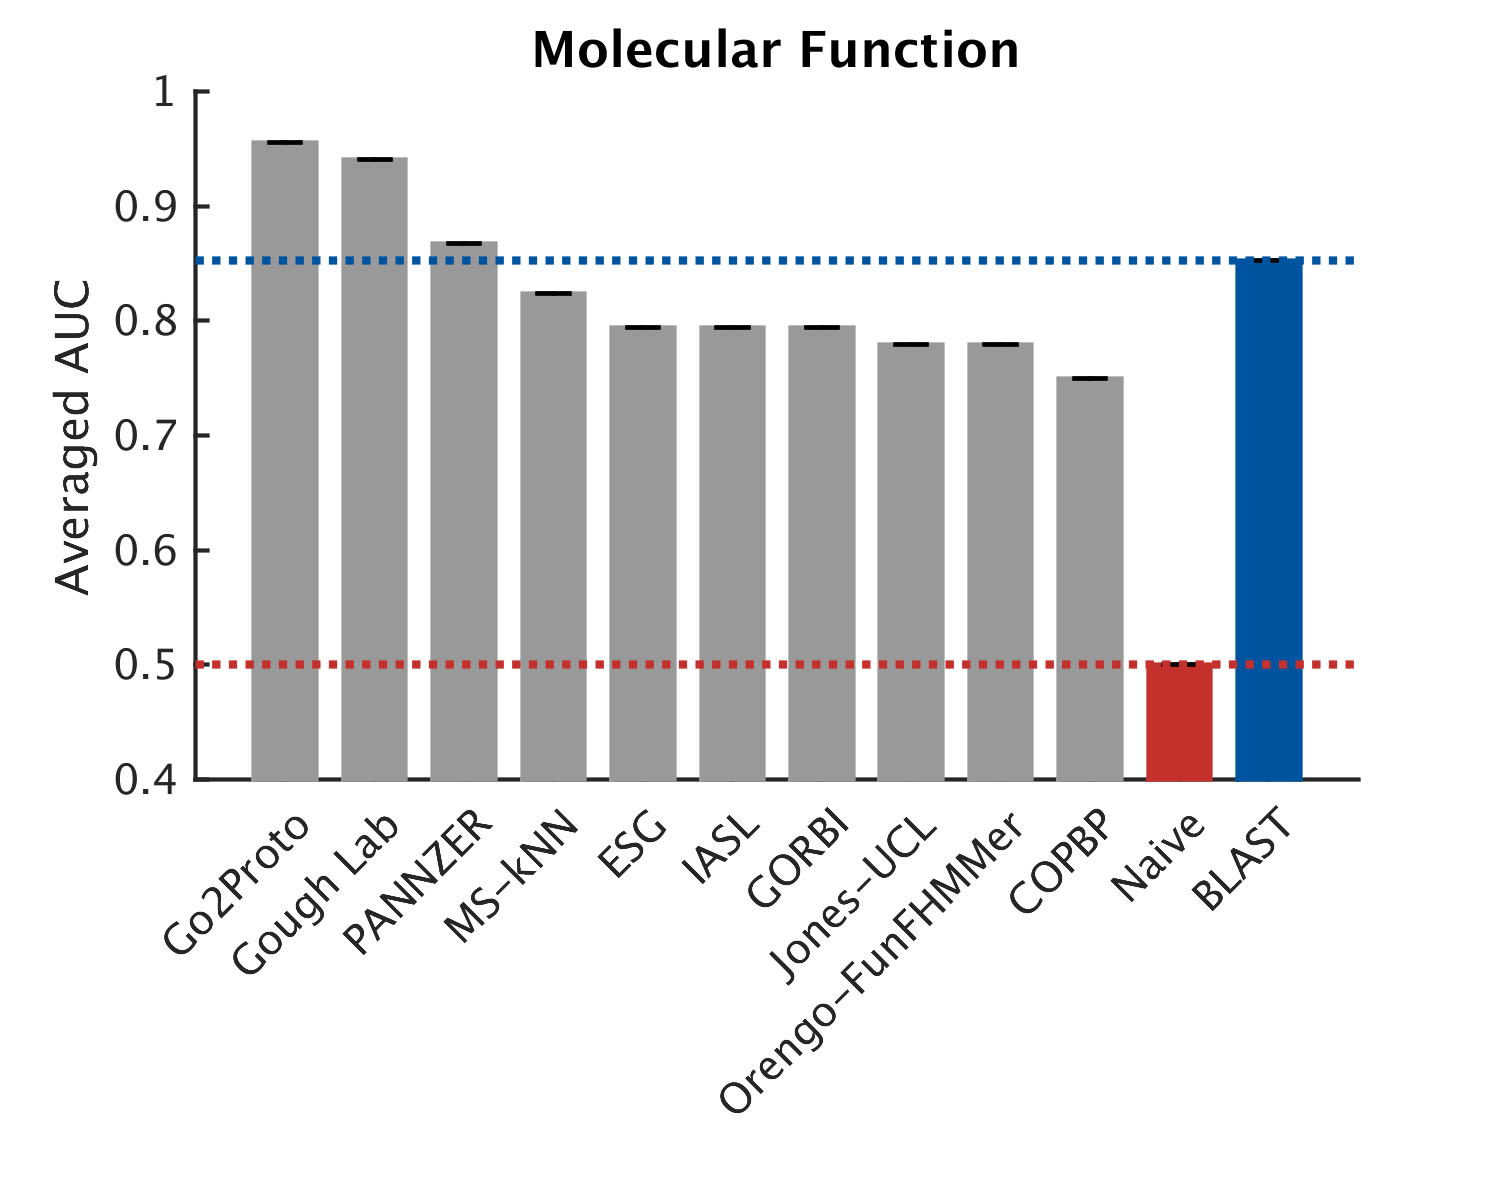 Molecular Function
Averaged AUC
1
0.9
0.8
0.7
0.6
0.5
0.4
Go2Proto
Gough Lab
PANNZER
MS-kNN
ESG
IASL
GORBI
Jones-UCL
Orengo-FunFHMMer
COPBP
Naive
BLAST